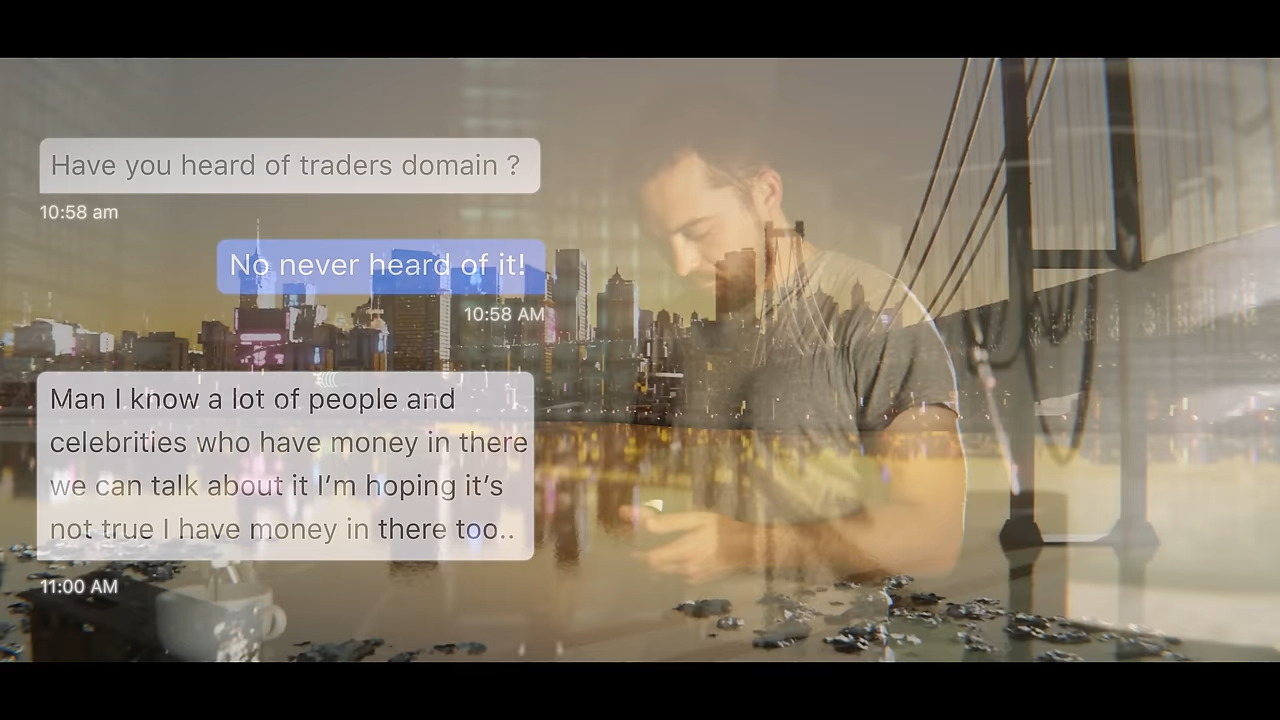 Have you heard of traders domain ?
10:58 am
No never heard of it!
10:58 AM
Man I know a lot of people and
celebrities who have money in there
we can talk about it I’m hoping it’s
not true I have money in there too..
11:00 AM